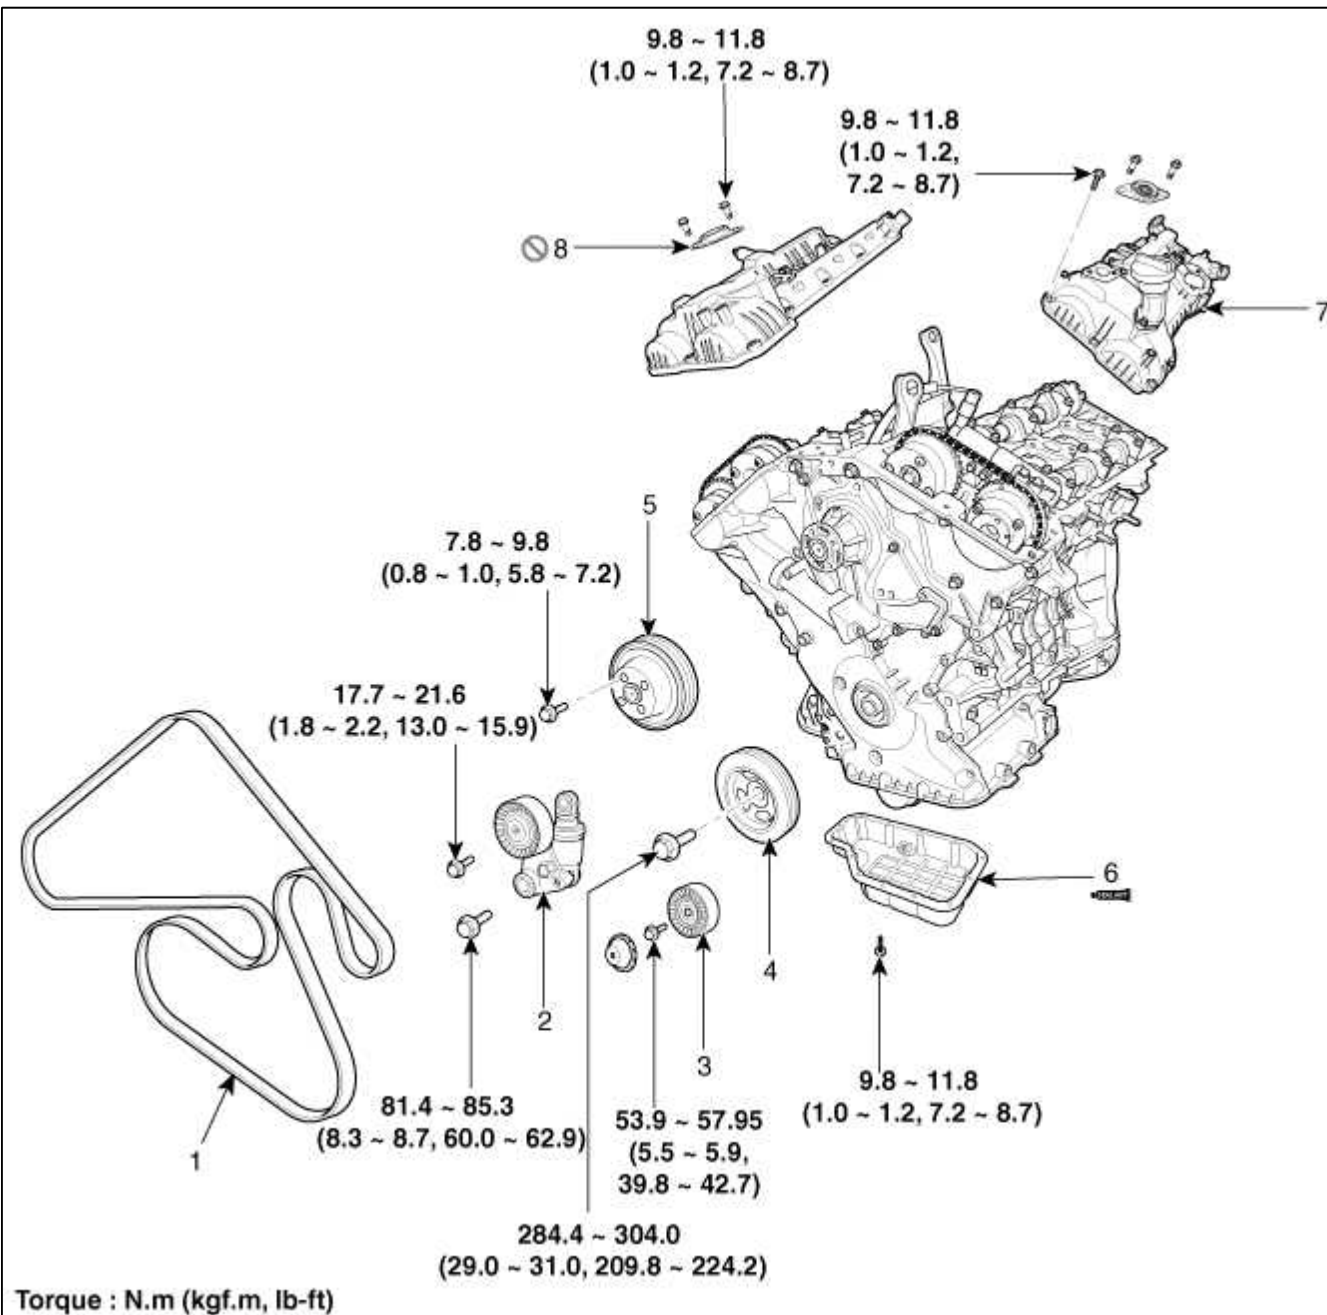 9.8 ~ 11.8
(1.0 ~ 1.2, 7.2 ~ 8.7)
9.8 ~ 11.8
(1.0 ~ 1.2,
7.2 ~ 8.7)
8
7
5
7.8 ~ 9.8
(0.8 ~ 1.0, 5.8 ~ 7.2)
17.7 ~ 21.6
(1.8 ~ 2.2, 13.0 ~ 15.9)
6
4
2
3
1
81.4 ~ 85.3
(8.3 ~ 8.7, 60.0 ~ 62.9)
53.9 ~ 57.95
(5.5 ~ 5.9,
39.8 ~ 42.7)
9.8 ~ 11.8
(1.0 ~ 1.2, 7.2 ~ 8.7)
284.4 ~ 304.0
(29.0 ~ 31.0, 209.8 ~ 224.2)
Torque : N.m (kgf.m, lb-ft)